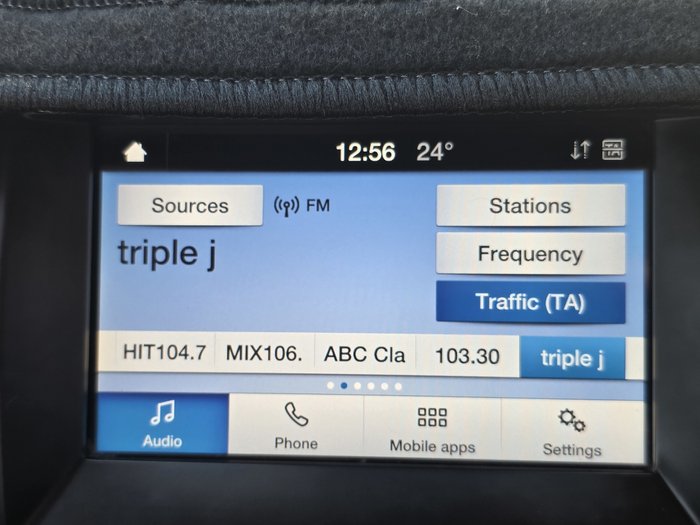 12:56 24°
TA
Sources FM Stations
triple j
Frequency
Traffic (TA)
HIT104.7 MIX106. ABC Cla 103.30 triple j
Audio Phone Mobile apps Settings